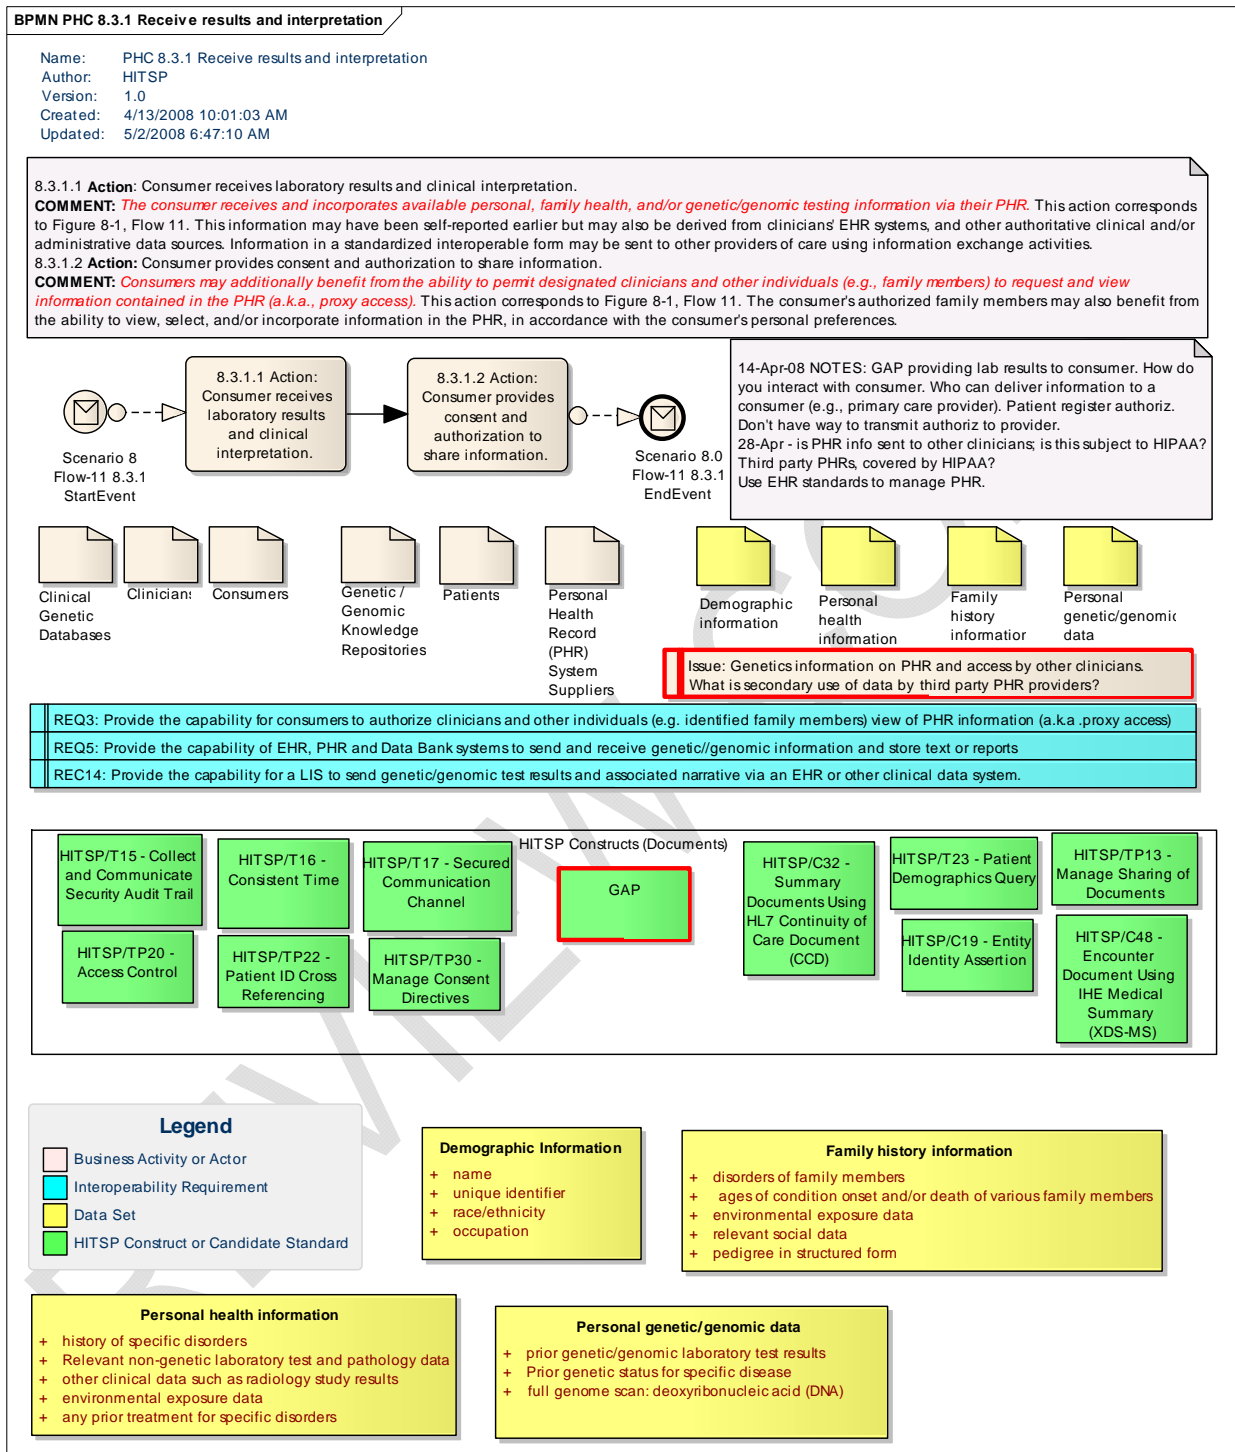 BPMN PHC 8.3.1 Receive results and interpretation
Name: PHC 8.3.1 Receive results and interpretation
Author: HITSP
Version: 1.0
Created: 4/13/2008 10:01:03 AM
Updated: 5/2/2008 6:47:10 AM
8.3.1.1 Action: Consumer receives laboratory results and clinical interpretation.
COMMENT: The consumer receives and incorporates available personal, family health, and/or genetic/genomic testing information via their PHR. This action corresponds
to Figure 8-1, Flow 11. This information may have been self-reported earlier but may also be derived from clinicians' EHR systems, and other authoritative clinical and/or
administrative data sources. Information in a standardized interoperable form may be sent to other providers of care using information exchange activities.
8.3.1.2 Action: Consumer provides consent and authorization to share information.
COMMENT: Consumers may additionally benefit from the ability to permit designated clinicians and other individuals (e.g., family members) to request and view
information contained in the PHR (a.k.a., proxy access). This action corresponds to Figure 8-1, Flow 11. The consumer's authorized family members may also benefit from
the ability to view, select, and/or incorporate information in the PHR, in accordance with the consumer's personal preferences.
Scenario 8
Flow-11 8.3.1
StartEvent
8.3.1.1 Action:
Consumer receives
laboratory results
and clinical
interpretation.
8.3.1.2 Action:
Consumer provides
consent and
authorization to
share information.
Scenario 8.0
Flow-11 8.3.1
EndEvent
14-Apr-08 NOTES: GAP providing lab results to consumer. How do
you interact with consumer. Who can deliver information to a
consumer (e.g., primary care provider). Patient register authoriz.
Don't have way to transmit authoriz to provider.
28-Apr - is PHR info sent to other clinicians; is this subject to HIPAA?
Third party PHRs, covered by HIPAA?
Use EHR standards to manage PHR.
Clinical
Genetic
Databases
Clinicians
Consumers
Genetic /
Genomic
Knowledge
Repositories
Patients
Personal
Health
Record
(PHR)
System
Suppliers
Demographic
information
Personal
health
information
Family
history
information
Personal
genetic/genomic
data
Issue: Genetics information on PHR and access by other clinicians.
What is secondary use of data by third party PHR providers?
REQ3: Provide the capability for consumers to authorize clinicians and other individuals (e.g. identified family members) view of PHR information (a.k.a .proxy access)
REQ5: Provide the capability of EHR, PHR and Data Bank systems to send and receive genetic//genomic information and store text or reports
REC14: Provide the capability for a LIS to send genetic/genomic test results and associated narrative via an EHR or other clinical data system.
HITSP Constructs (Documents)
HITSP/T15 - Collect
and Communicate
Security Audit Trail
HITSP/T16 -
Consistent Time
HITSP/T17 - Secured
Communication
Channel
GAP
HITSP/C32 -
Summary
Documents Using
HL7 Continuity of
Care Document
(CCD)
HITSP/T23 - Patient
Demographics Query
HITSP/TP13 -
Manage Sharing of
Documents
HITSP/TP20 -
Access Control
HITSP/TP22 -
Patient ID Cross
Referencing
HITSP/TP30 -
Manage Consent
Directives
HITSP/C19 - Entity
Identity Assertion
HITSP/C48 -
Encounter
Document Using
IHE Medical
Summary
(XDS-MS)
Legend
Business Activity or Actor
Interoperability Requirement
Data Set
HITSP Construct or Candidate Standard
Demographic Information
+ name
+ unique identifier
+ race/ethnicity
+ occupation
Family history information
+ disorders of family members
+ ages of condition onset and/or death of various family members
+ environmental exposure data
+ relevant social data
+ pedigree in structured form
Personal health information
+ history of specific disorders
+ Relevant non-genetic laboratory test and pathology data
+ other clinical data such as radiology study results
+ environmental exposure data
+ any prior treatment for specific disorders
Personal genetic/genomic data
+ prior genetic/genomic laboratory test results
+ Prior genetic status for specific disease
+ full genome scan: deoxyribonucleic acid (DNA)